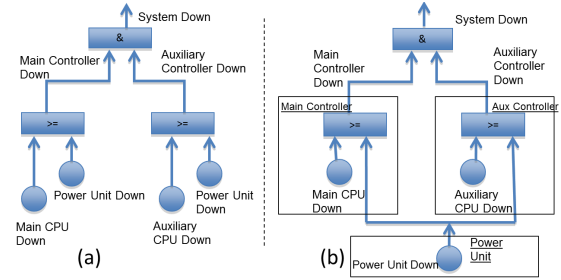 System Down
&
Main Controller
Down
Auxiliary
Controller Down
>=
>=
Power Unit Down
Power Unit
Down
Main CPU
Down
Auxiliary
CPU Down
(a)
System Down
&
Main
Controller
Down
Auxiliary
Controller
Down
Main Controller
Aux Controller
>=
>=
Main CPU
Down
Auxiliary
CPU Down
(b)
Power
Unit
Power Unit Down